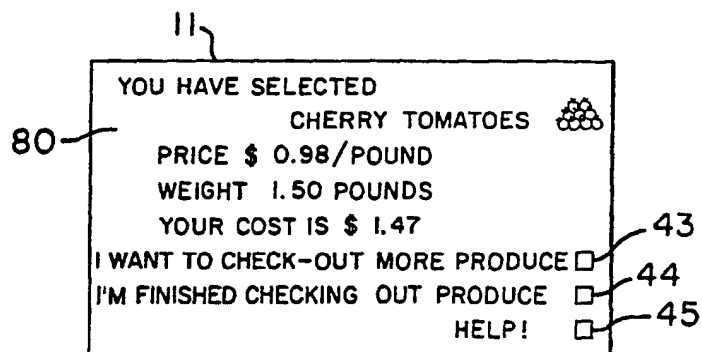 11
YOU HAVE SELECTED
CHERRY TOMATOES
80
PRICE $ 0.98/POUND
WEIGHT 1.50 POUNDS
YOUR COST IS $ 1.47
I WANT TO CHECK-OUT MORE PRODUCE 43
I'M FINISHED CHECKING OUT PRODUCE 44
HELP! 45